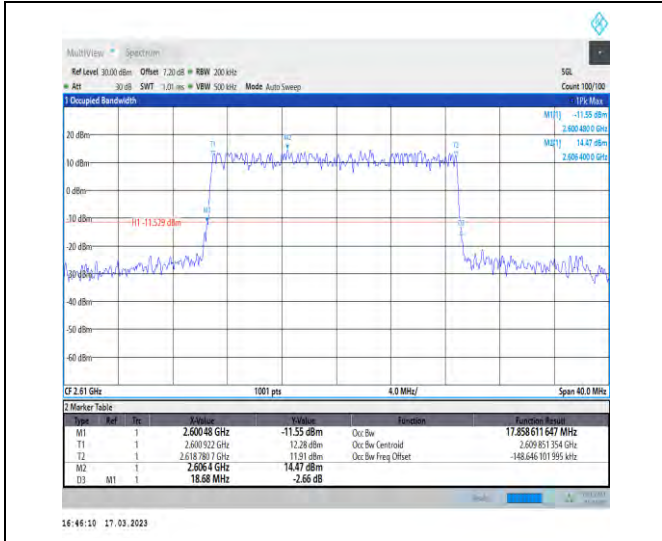 MultiView Spectrum
Ref Level 30.00 dBm Offset 7.20 dB RBW 200 kHz SGL
Att 30 dB SWT 1.01 ms VBW 500 kHz Mode Auto Sweep Count 100/100
1 Occupied Bandwidth 1Pk Max
M1[1] -11.55 dBm
2.600 480 0 GHz
M2[1] 14.47 dBm
2.606 400 0 GHz
20 dBm
T1 M2 T2
10 dBm
0 dBm
M1
-10 dBm
H1 -11.529 dBm
-20 dBm
-30 dBm
-40 dBm
-50 dBm
-60 dBm
CF 2.61 GHz 1001 pts 4.0 MHz/ Span 40.0 MHz
2 Marker Table
Type Ref Trc X-Value Y-Value Function Function Result
M1 1 2.60048 GHz -11.55 dBm Occ Bw 17.858 611 647 MHz
T1 1 2.600 922 GHz 12.28 dBm Occ Bw Centroid 2.609 851 354 GHz
T2 1 2.618 780 7 GHz 11.91 dBm Occ Bw Freq Offset -148.646 101 995 kHz
M2 1 2.6064 GHz 14.47 dBm
D3 M1 1 18.68 MHz -2.66 dB
16:46:10 17.03.2023